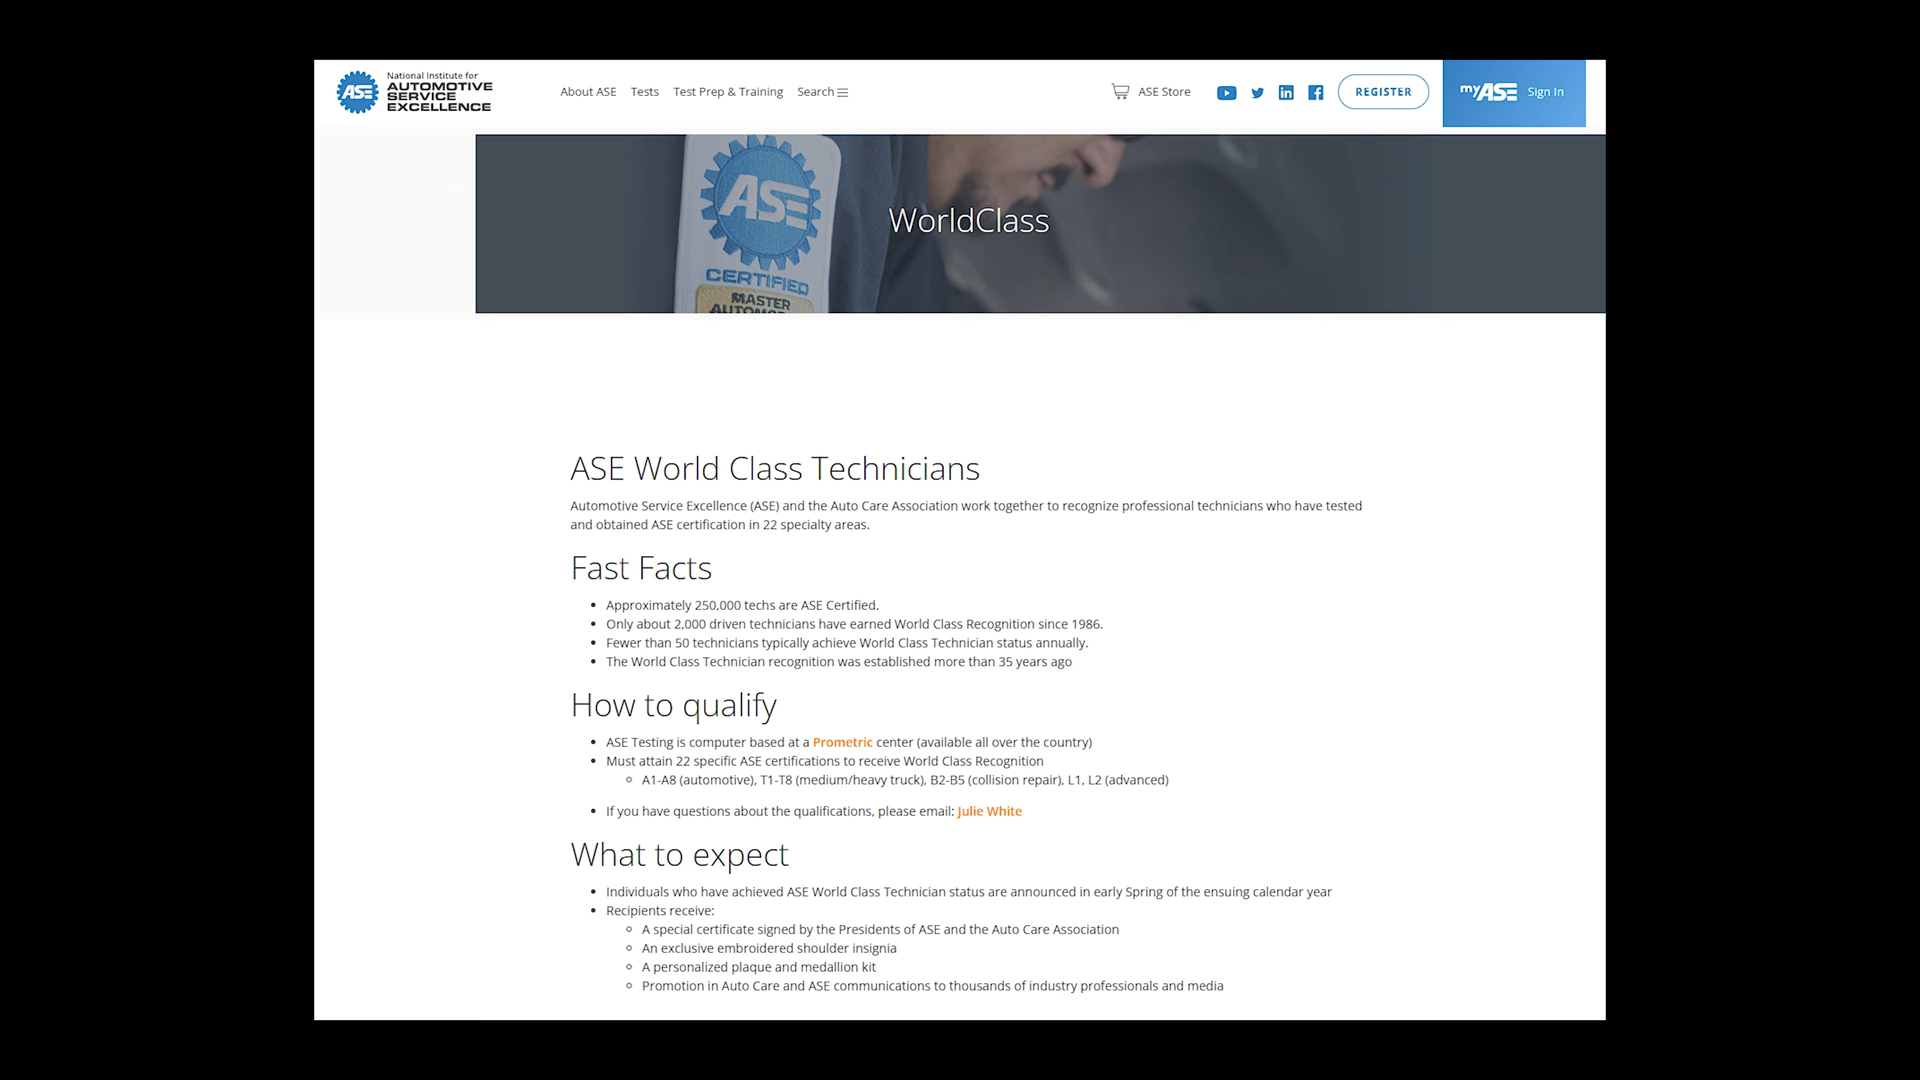 National Institute for
AUTOMOTIVE
SERVICE
EXCELLENCE
ASE
About ASE Tests Test Prep & Training Search
ASE Store
REGISTER
myASE Sign In
ASE
CERTIFIED
MASTER
WorldClass
ASE World Class Technicians
Automotive Service Excellence (ASE) and the Auto Care Association work together to recognize professional technicians who have tested
and obtained ASE certification in 22 specialty areas.
Fast Facts
Approximately 250,000 techs are ASE Certified.
Only about 2,000 driven technicians have earned World Class Recognition since 1986.
Fewer than 50 technicians typically achieve World Class Technician status annually.
The World Class Technician recognition was established more than 35 years ago
How to qualify
ASE Testing is computer based at a Prometric center (available all over the country)
Must attain 22 specific ASE certifications to receive World Class Recognition
A1-A8 (automotive), T1-T8 (medium/heavy truck), B2-B5 (collision repair), L1, L2 (advanced)
If you have questions about the qualifications, please email: Julie White
What to expect
Individuals who have achieved ASE World Class Technician status are announced in early Spring of the ensuing calendar year
Recipients receive:
A special certificate signed by the Presidents of ASE and the Auto Care Association
An exclusive embroidered shoulder insignia
A personalized plaque and medallion kit
Promotion in Auto Care and ASE communications to thousands of industry professionals and media